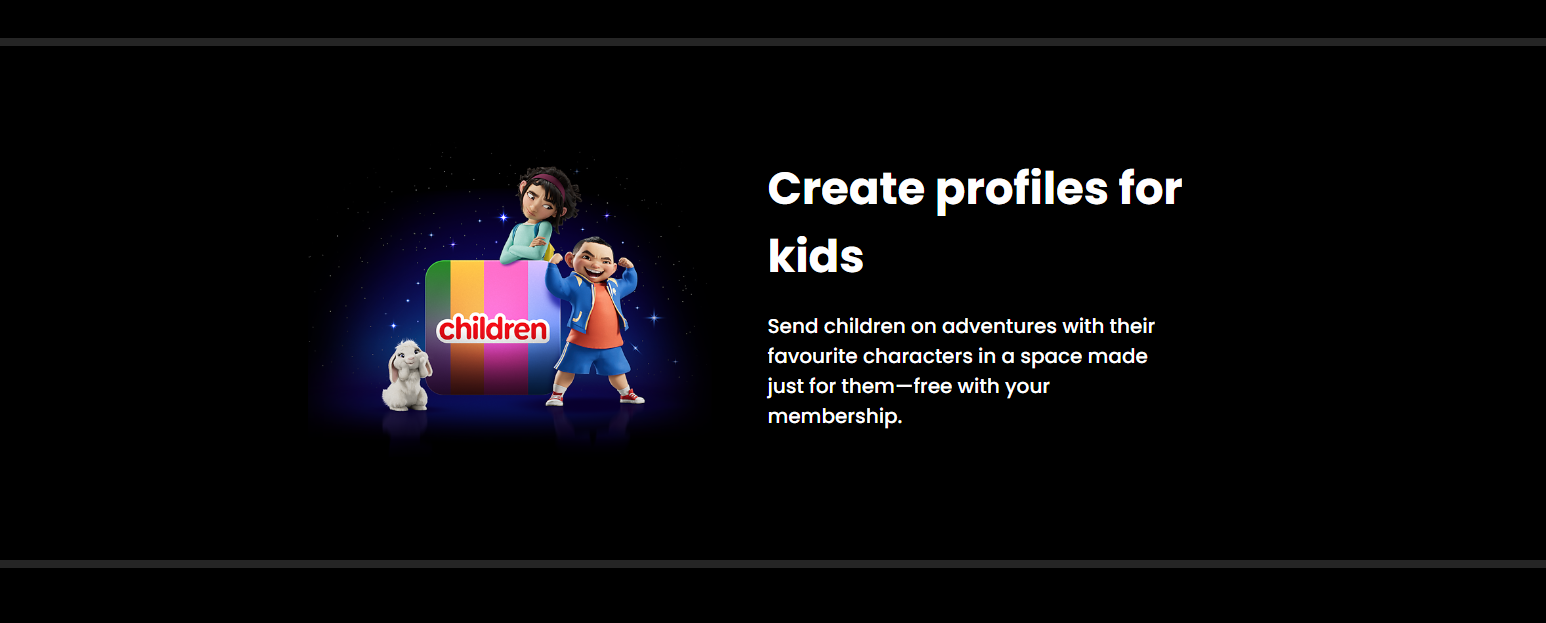 children
Create profiles for
kids
Send children on adventures with their
favourite characters in a space made
just for them—free with your
membership.